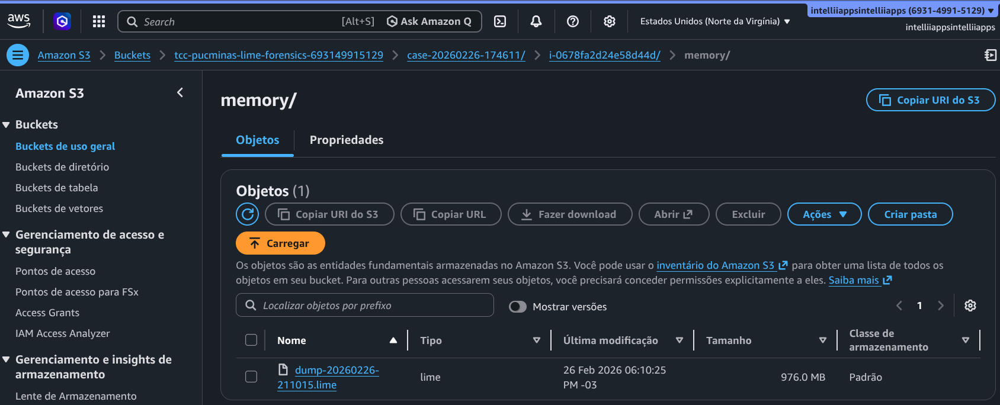 aws
Search [Alt+S] Ask Amazon Q
Estados Unidos (Norte da Virgínia)
intelliiappsintelliiapps (6931-4991-5129)
intelliiappsintelliiapps
Amazon S3 Buckets tcc-pucminas-lime-forensics-693149915129 case-20260226-174611/ i-0678fa2d24e58d44d/ memory/
Amazon S3
Buckets
Buckets de uso geral
Buckets de diretório
Buckets de tabela
Buckets de vetores
Gerenciamento de acesso e
segurança
Pontos de acesso
Pontos de acesso para FSx
Access Grants
IAM Access Analyzer
Gerenciamento e insights de
armazenamento
Lente de Armazenamento
memory/
Copiar URI do S3
Objetos Propriedades
Objetos (1)
Copiar URI do S3 Copiar URL Fazer download Abrir Excluir Ações Criar pasta
Carregar
Os objetos são as entidades fundamentais armazenadas no Amazon S3. Você pode usar o inventário do Amazon S3 para obter uma lista de todos os
objetos em seu bucket. Para outras pessoas acessarem seus objetos, você precisará conceder permissões explicitamente a eles. Saiba mais
Localizar objetos por prefixo Mostrar versões 1
Nome Tipo Última modificação Tamanho Classe de
armazenamento
dump-20260226-
211015.lime
lime
26 Feb 2026 06:10:25
PM -03
976.0 MB
Padrão